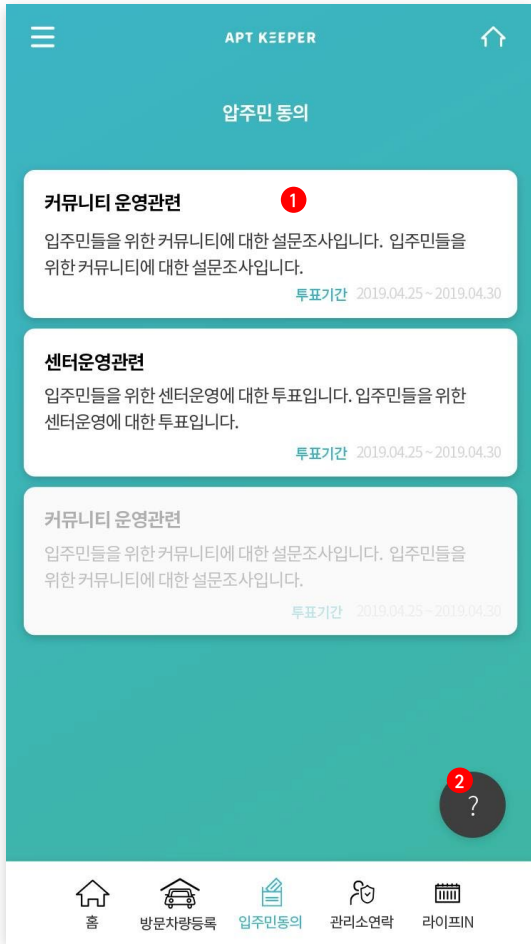 APT KEEPER
압주민 동의
커뮤니티 운영관련
1
입주민들을 위한 커뮤니티에 대한 설문조사입니다. 입주민들을
위한 커뮤니티에 대한 설문조사입니다.
투표기간 2019.04.25 ~ 2019.04.30
센터운영관련
입주민들을 위한 센터운영에 대한 투표입니다. 입주민들을 위한
센터운영에 대한 투표입니다.
투표기간 2019.04.25 ~ 2019.04.30
커뮤니티 운영관련
입주민들을 위한 커뮤니티에 대한 설문조사입니다. 입주민들을
위한 커뮤니티에 대한 설문조사입니다.
투표기간 2019.04.25 ~ 2019.04.30
2
?
홈 방문차량등록 입주민동의 관리소연락 라이프IN